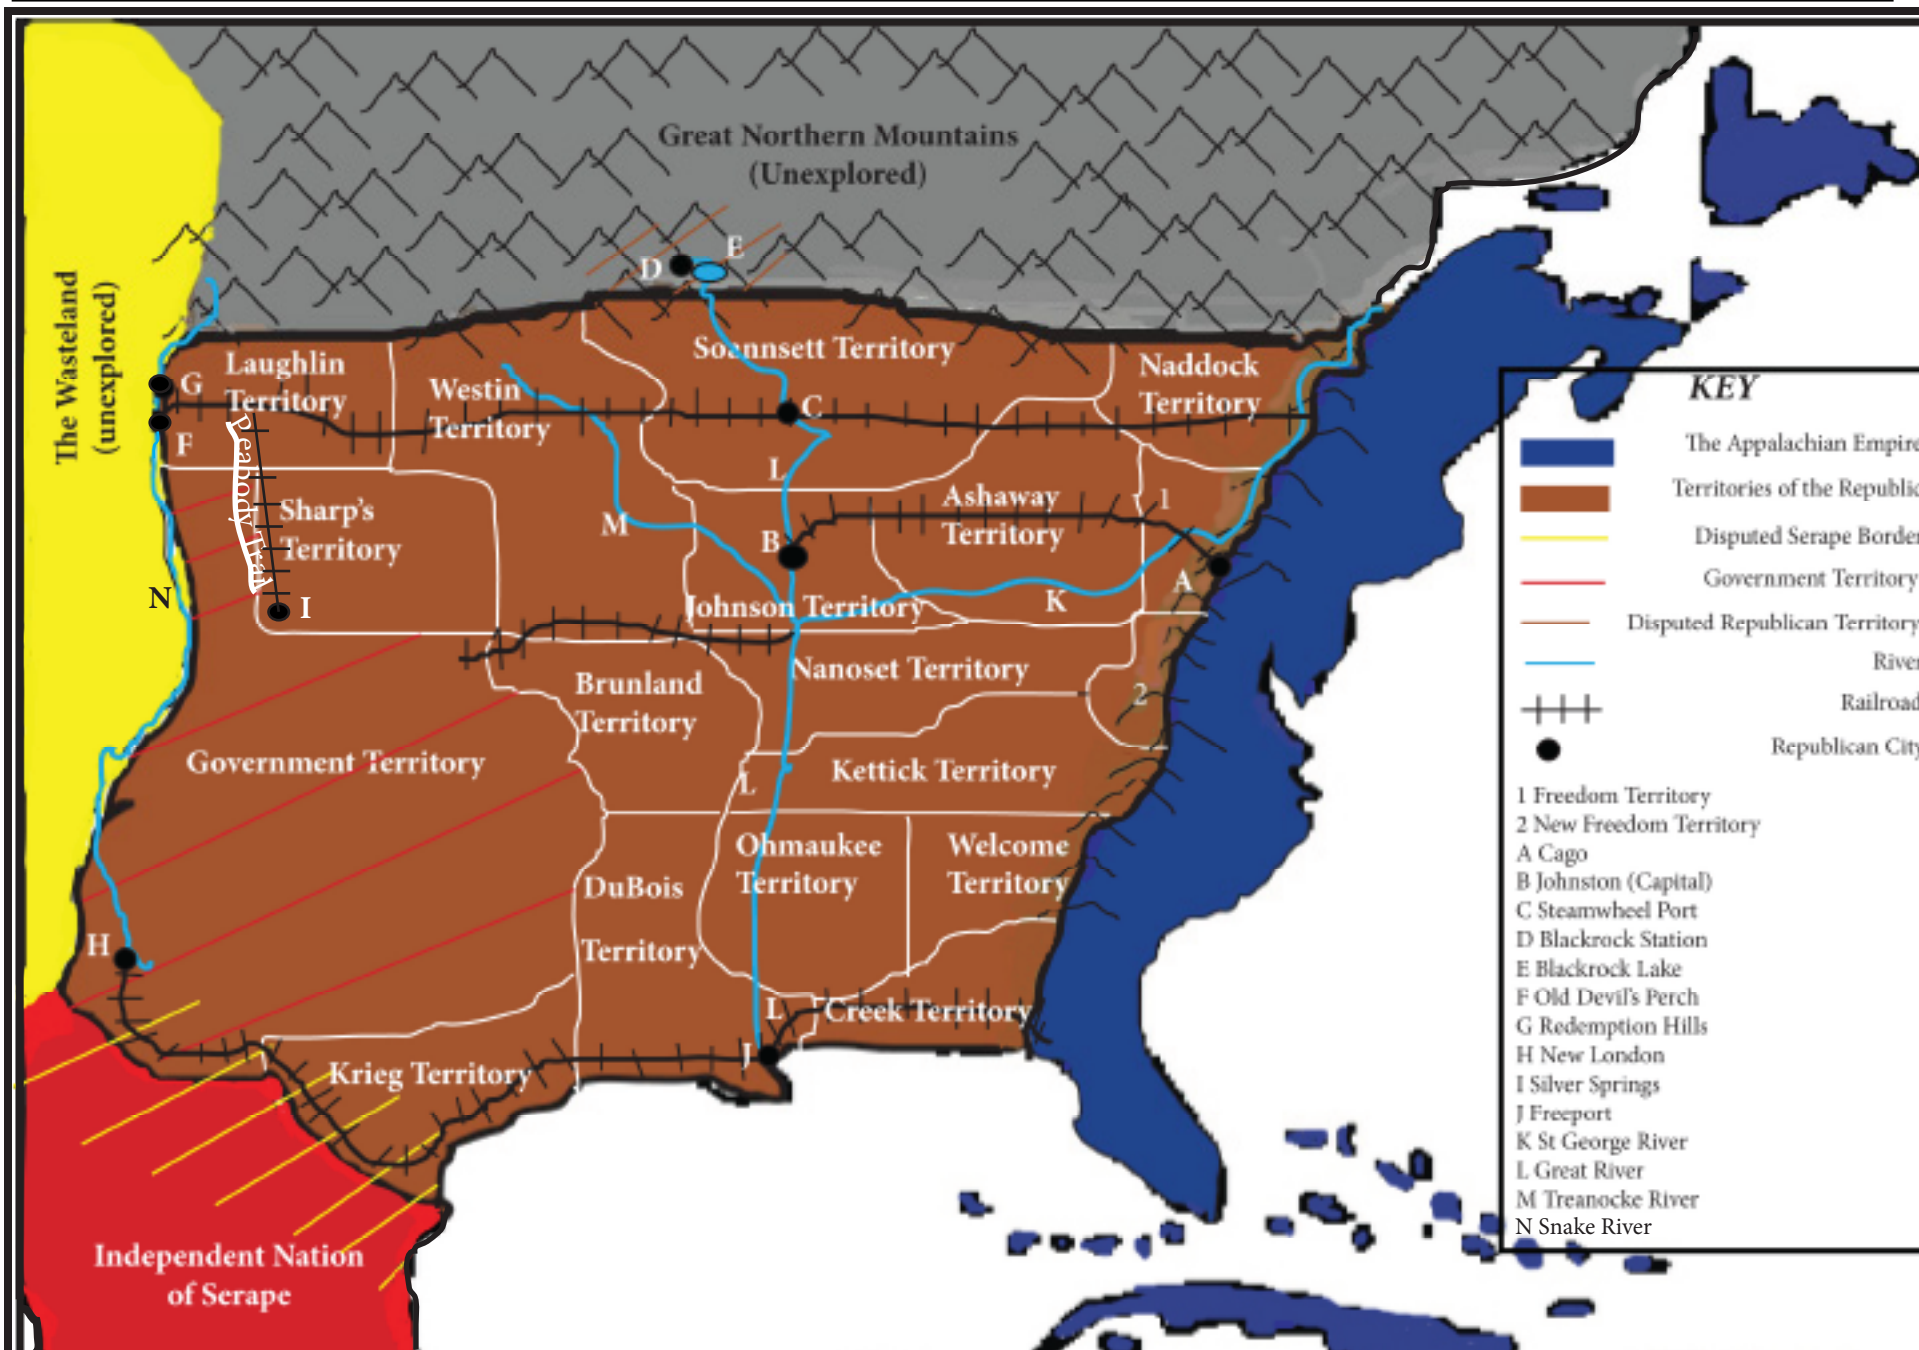 Great Northern Mountains
(Unexplored)
The Wasteland
(unexplored)
D
E
G
F
Laughlin
Territory
Westin
Territory
Soannsett Territory
C
Naddock
Territory
Peabody Trail
Sharp's
Territory
I
N
M
L
B
Ashaway
Territory
1
A
K
Johnson Territory
Nanoset Territory
2
Brunland
Territory
Government Territory
L
Kettick Territory
Ohmaukee
Territory
Welcome
Territory
DuBois
Territory
H
L
Creek Territory
J
Krieg Territory
Independent Nation
of Serape
KEY
The Appalachian Empire
Territories of the Republic
Disputed Serape Border
Government Territory
Disputed Republican Territory
River
Railroad
Republican City
1 Freedom Territory
2 New Freedom Territory
A Cago
B Johnston (Capital)
C Steamwheel Port
D Blackrock Station
E Blackrock Lake
F Old Devil's Perch
G Redemption Hills
H New London
I Silver Springs
J Freeport
K St George River
L Great River
M Treanocke River
N Snake River